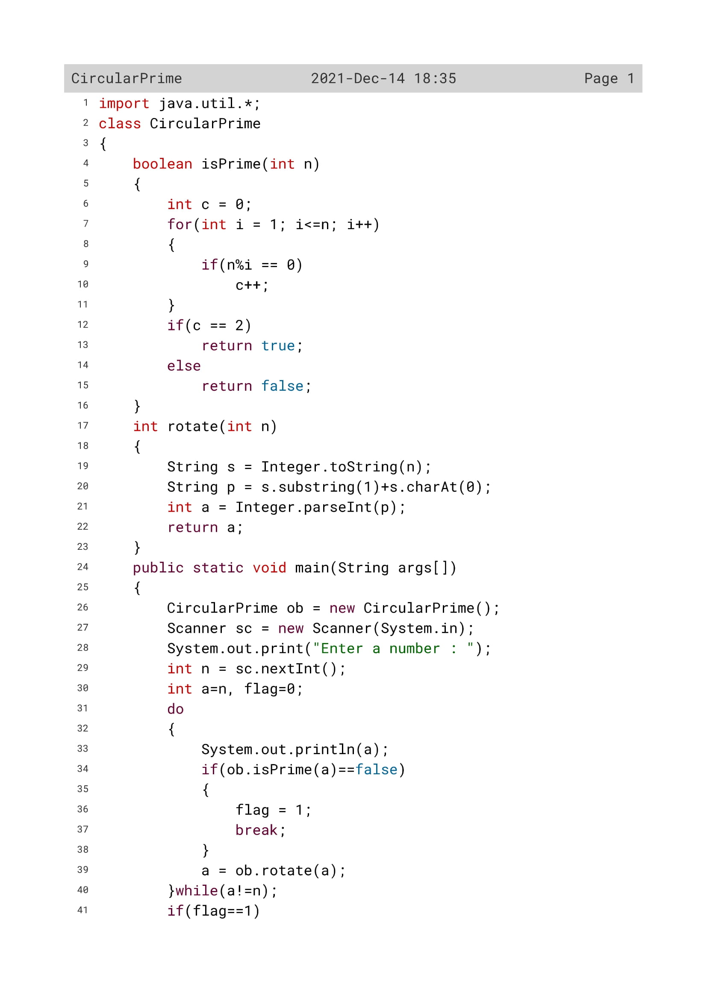 CircularPrime 2021-Dec-14 18:35 Page 1
1 import java.util.*;
2 class CircularPrime
3 {
4     boolean isPrime(int n)
5     {
6         int c = 0;
7         for(int i = 1; i<=n; i++)
8         {
9             if(n%i == 0)
10                 c++;
11         }
12         if(c == 2)
13             return true;
14         else
15             return false;
16     }
17     int rotate(int n)
18     {
19         String s = Integer.toString(n);
20         String p = s.substring(1)+s.charAt(0);
21         int a = Integer.parseInt(p);
22         return a;
23     }
24     public static void main(String args[])
25     {
26         CircularPrime ob = new CircularPrime();
27         Scanner sc = new Scanner(System.in);
28         System.out.print("Enter a number : ");
29         int n = sc.nextInt();
30         int a=n, flag=0;
31         do
32         {
33             System.out.println(a);
34             if(ob.isPrime(a)==false)
35             {
36                 flag = 1;
37                 break;
38             }
39             a = ob.rotate(a);
40         }while(a!=n);
41         if(flag==1)